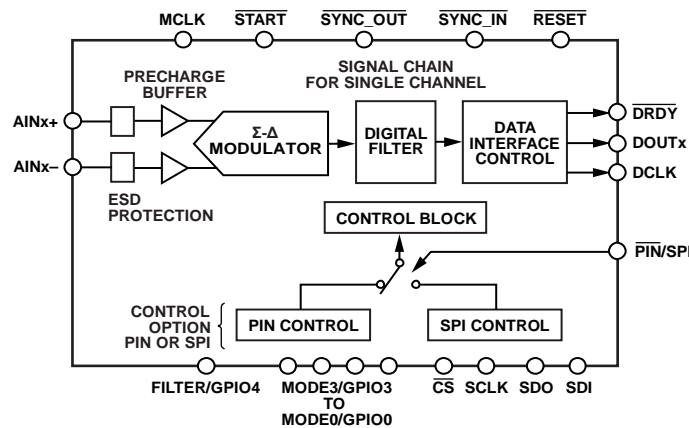 MCLK START SYNC_OUT SYNC_IN RESET
PRECHARGE
BUFFER
SIGNAL CHAIN
FOR SINGLE CHANNEL
AINx+
AINx–
Σ-Δ
MODULATOR
DIGITAL
FILTER
DATA
INTERFACE
CONTROL
DRDY
DOUTx
DCLK
ESD
PROTECTION
CONTROL BLOCK
PIN/SPI
CONTROL
OPTION
PIN OR SPI
PIN CONTROL
SPI CONTROL
FILTER/GPIO4
MODE3/GPIO3
TO
MODE0/GPIO0
CS SCLK SDO SDI